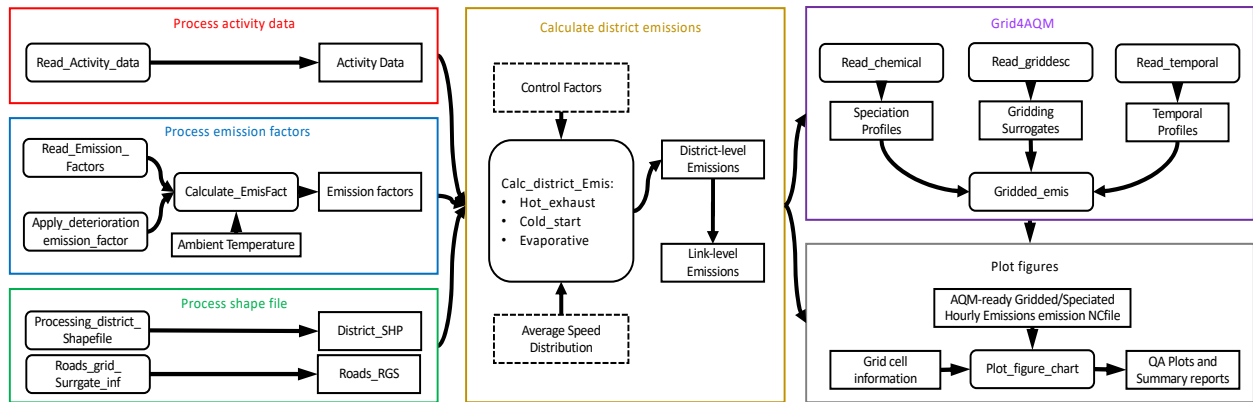 Process activity data
Read_Activity_data
Activity Data
Process emission factors
Read_Emission_
Factors
Calculate_EmisFact
Emission factors
Apply_deterioration
emission_factor
Ambient Temperature
Process shape file
Processing_district_
Shapefile
District_SHP
Roads_grid_
Surrgate_inf
Roads_RGS
Calculate district emissions
Control Factors
Calc_district_Emis:
• Hot_exhaust
• Cold_start
• Evaporative
District-level
Emissions
Link-level
Emissions
Average Speed
Distribution
Grid4AQM
Read_chemical
Read_griddesc
Read_temporal
Speciation
Profiles
Gridding
Surrogates
Temporal
Profiles
Gridded_emis
Plot figures
AQM-ready Gridded/Speciated
Hourly Emissions emission NCfile
Grid cell
information
Plot_figure_chart
QA Plots and
Summary reports